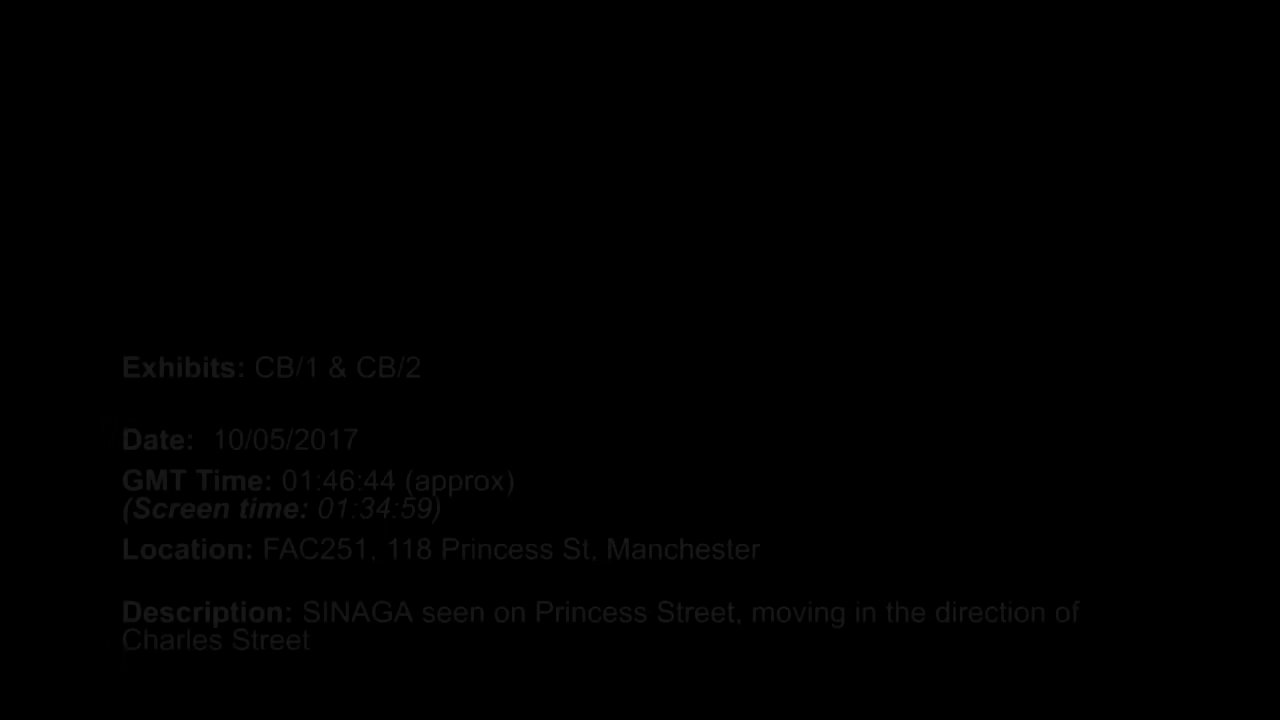 Exhibits: CB/1 & CB/2
Date: 10/05/2017
GMT Time: 01:46:44 (approx)
(Screen time: 01:34:59)
Location: FAC251, 118 Princess St, Manchester
Description: SINAGA seen on Princess Street, moving in the direction of
Charles Street